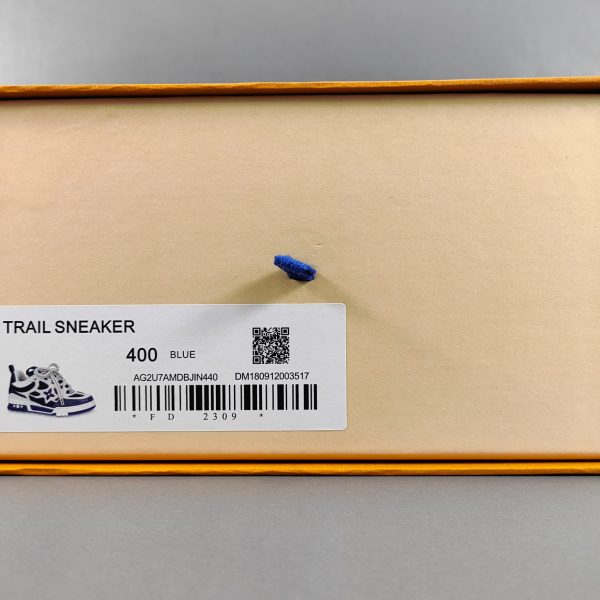 TRAIL SNEAKER
400 BLUE
AG2U7AMDBJIN440 DM180912003517
* F D 2309 *